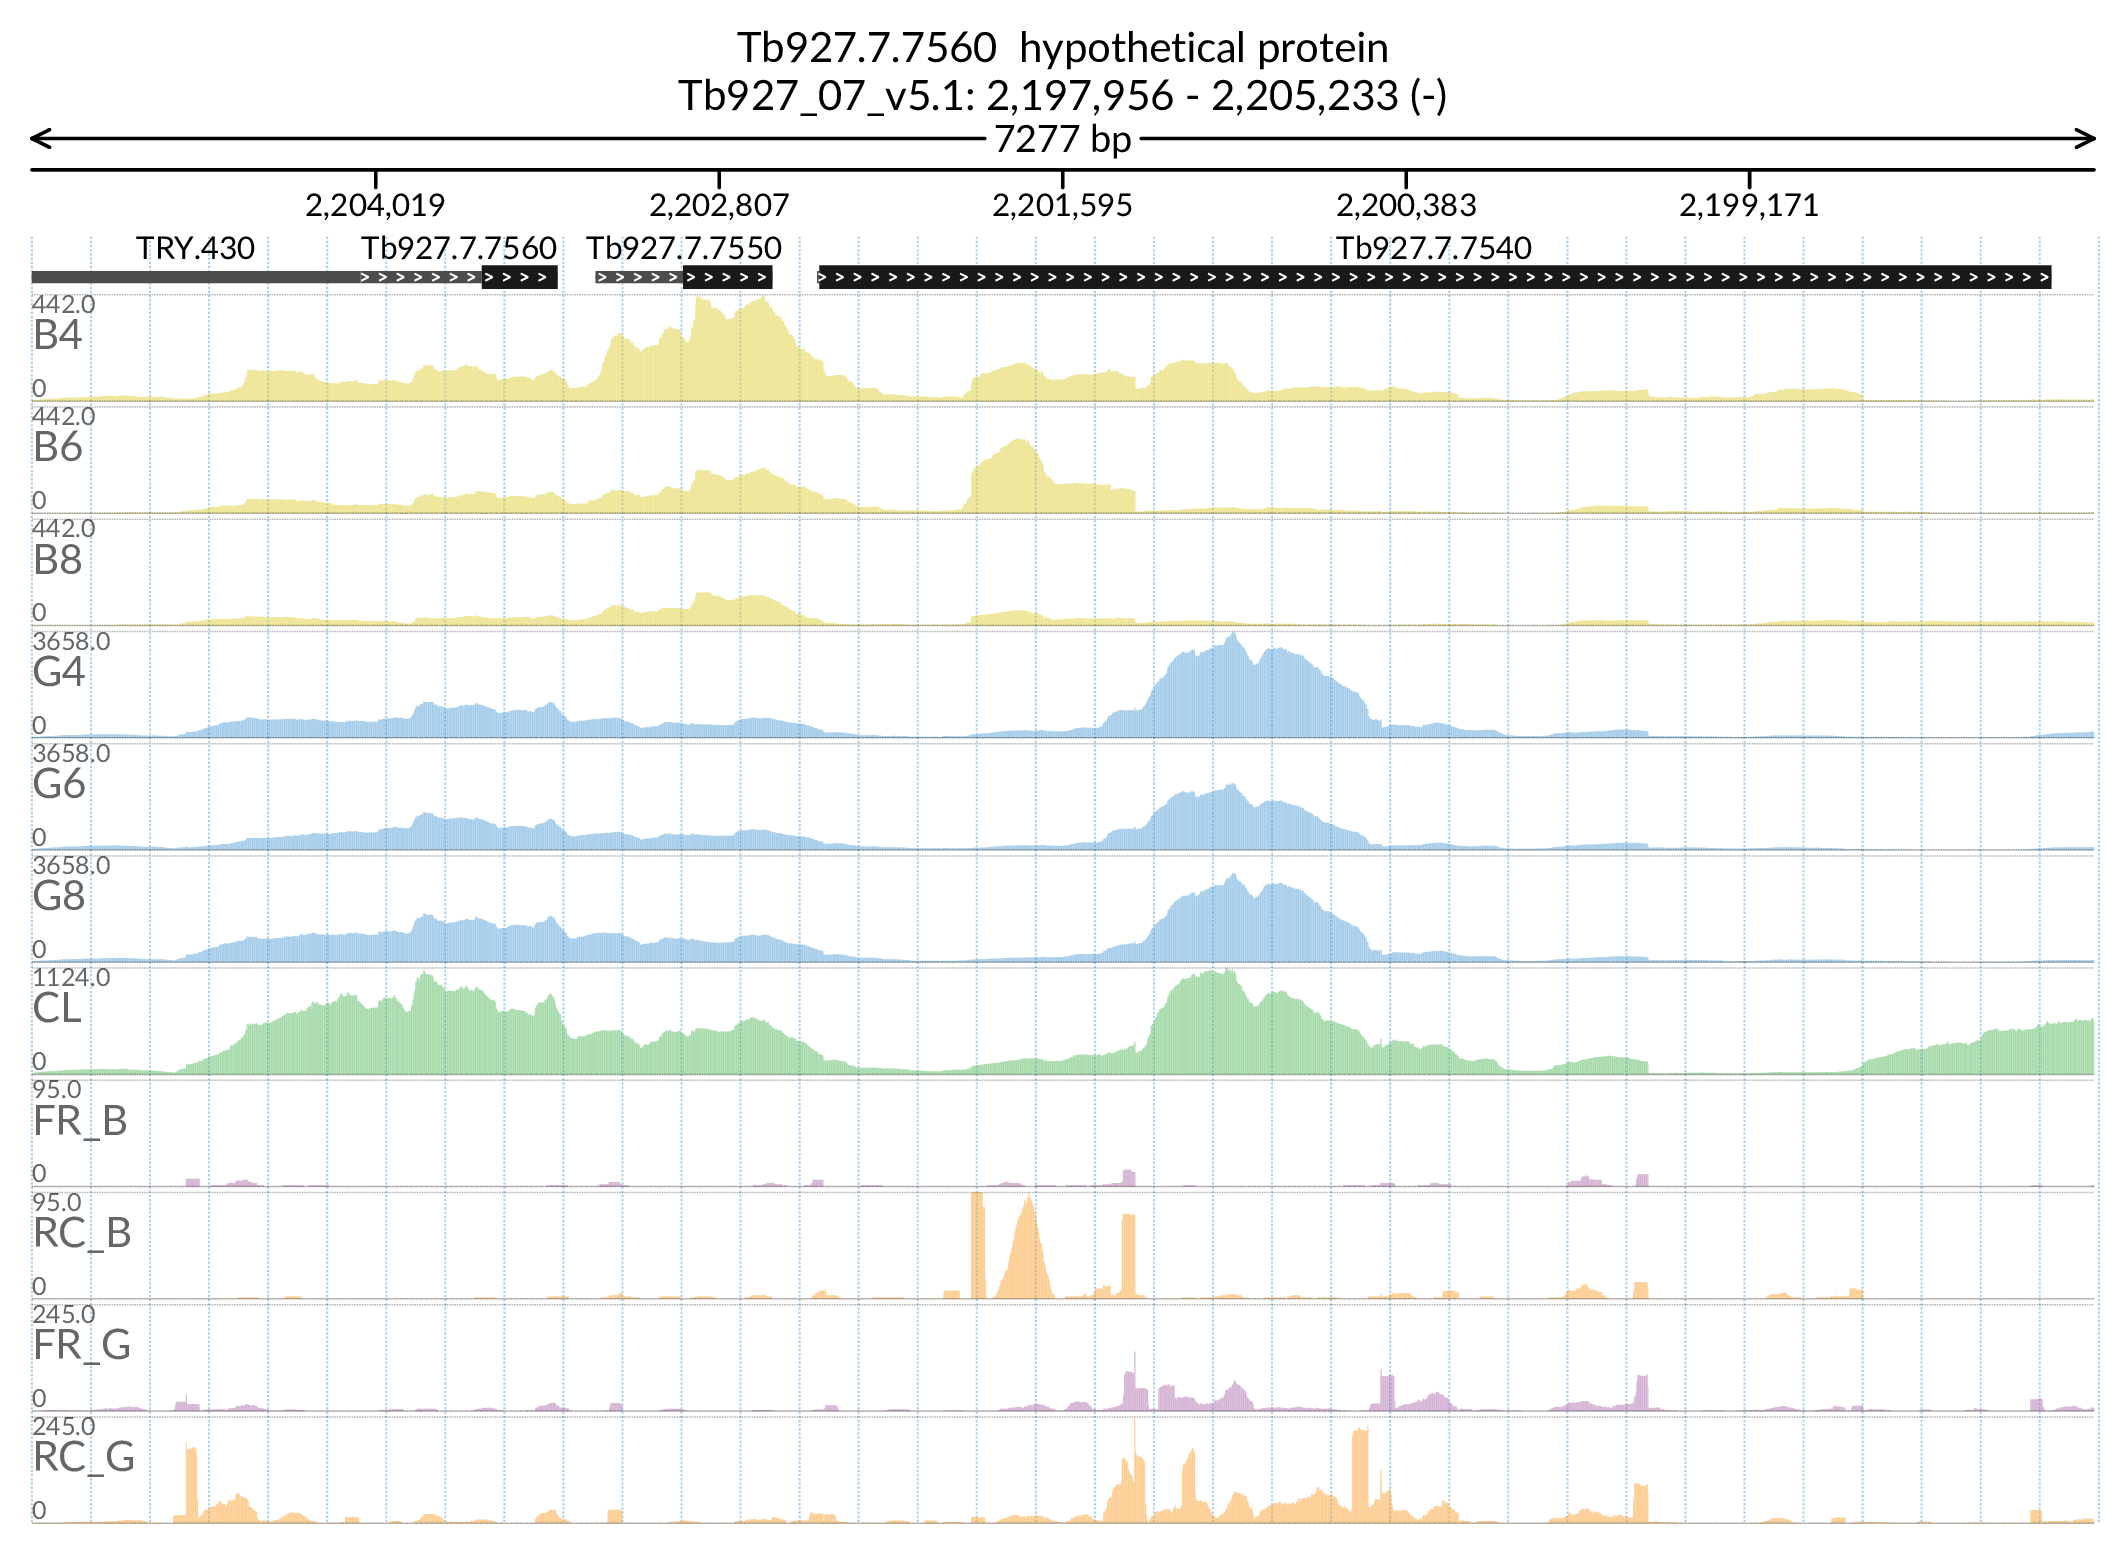 Tb927.7.7560 hypothetical protein
Tb927_07_v5.1: 2,197,956 - 2,205,233 (-)
7277 bp
2,204,019 2,202,807 2,201,595 2,200,383 2,199,171
TRY.430 Tb927.7.7560 Tb927.7.7550 Tb927.7.7540
442.0
B4
0
442.0
B6
0
442.0
B8
0
3658.0
G4
0
3658.0
G6
0
3658.0
G8
0
1124.0
CL
0
95.0
FR_B
0
95.0
RC_B
0
245.0
FR_G
0
245.0
RC_G
0